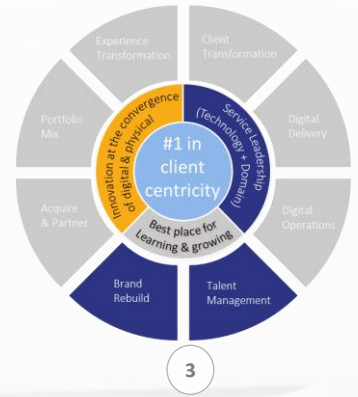 Experience
Transformation
Client
Transformation
Portfolio
Mix
Digital
Delivery
Innovation at the convergence
of digital & physical
Service Leadership
(Technology + Domain)
#1 in
client
centricity
Acquire
& Partner
Digital
Operations
Best place for
Learning & growing
Brand
Rebuild
Talent
Management
3